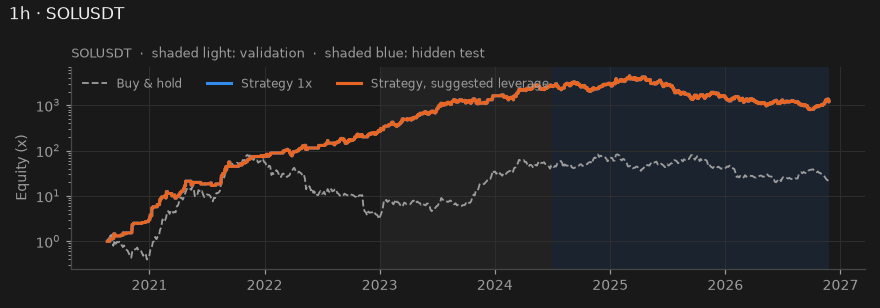 1h · SOLUSDT
SOLUSDT · shaded light: validation · shaded blue: hidden test
Buy & hold
Strategy 1x
Strategy, suggested leverage
Equity (x)
10³
10²
10¹
10⁰
2021
2022
2023
2024
2025
2026
2027